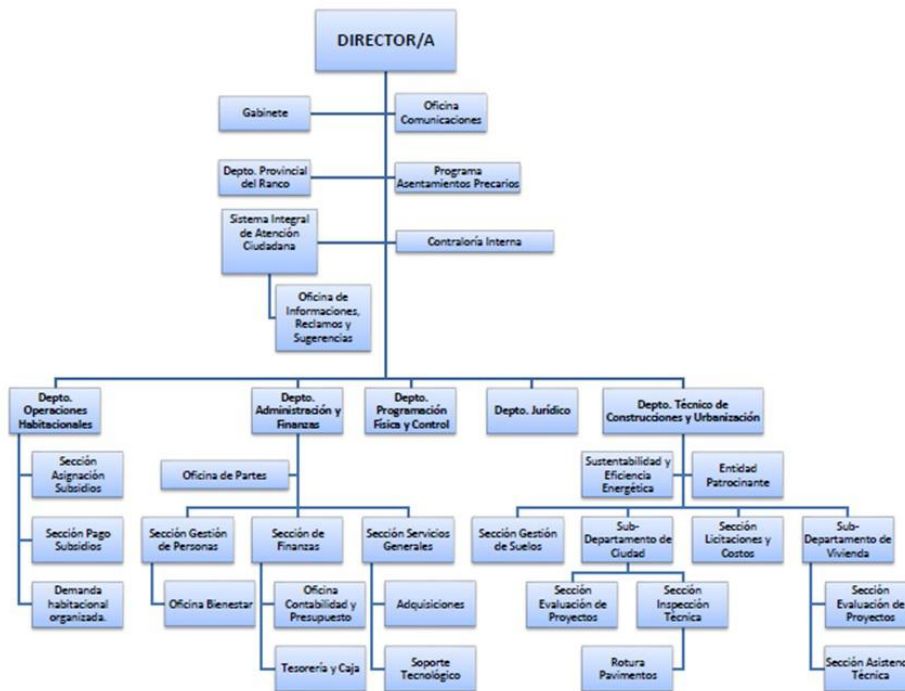 DIRECTOR/A
Gabinete
Oficina
Comunicaciones
Depto. Provincial
del Ranco
Programa
Asentamientos Precarios
Sistema Integral
de Atención
Ciudadana
Contraloría Interna
Oficina de
Informaciones,
Reclamos y
Sugerencias
Depto.
Operaciones
Habitacionales
Depto.
Administración y
Finanzas
Depto.
Programación
Física y Control
Depto. Jurídico
Depto. Técnico de
Construcciones y Urbanización
Sección
Asignación
Subsidios
Sección Pago
Subsidios
Demanda
habitacional
organizada.
Oficina de Partes
Sección Gestión
de Personas
Sección de
Finanzas
Sección Servicios
Generales
Oficina Bienestar
Oficina
Contabilidad y
Presupuesto
Tesorería y Caja
Adquisiciones
Soporte
Tecnológico
Sustentabilidad y
Eficiencia
Energética
Entidad
Patrocinante
Sección Gestión
de Suelos
Sub-
Departamento de
Ciudad
Sección
Licitaciones y
Costos
Sub-
Departamento de
Vivienda
Sección
Evaluación de
Proyectos
Sección
Inspección
Técnica
Rotura
Pavimentos
Sección
Evaluación de
Proyectos
Sección Asistenc
Técnica